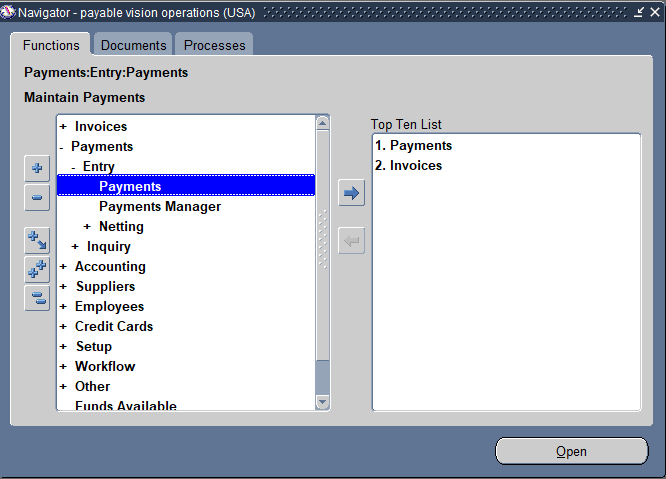 Navigator - payable vision operations (USA)
Functions
Documents
Processes
Payments:Entry:Payments
Maintain Payments
+ Invoices
- Payments
- Entry
Payments
Payments Manager
+ Netting
+ Inquiry
+ Accounting
+ Suppliers
+ Employees
+ Credit Cards
+ Setup
+ Workflow
+ Other
Funds Available
Top Ten List
1. Payments
2. Invoices
Open